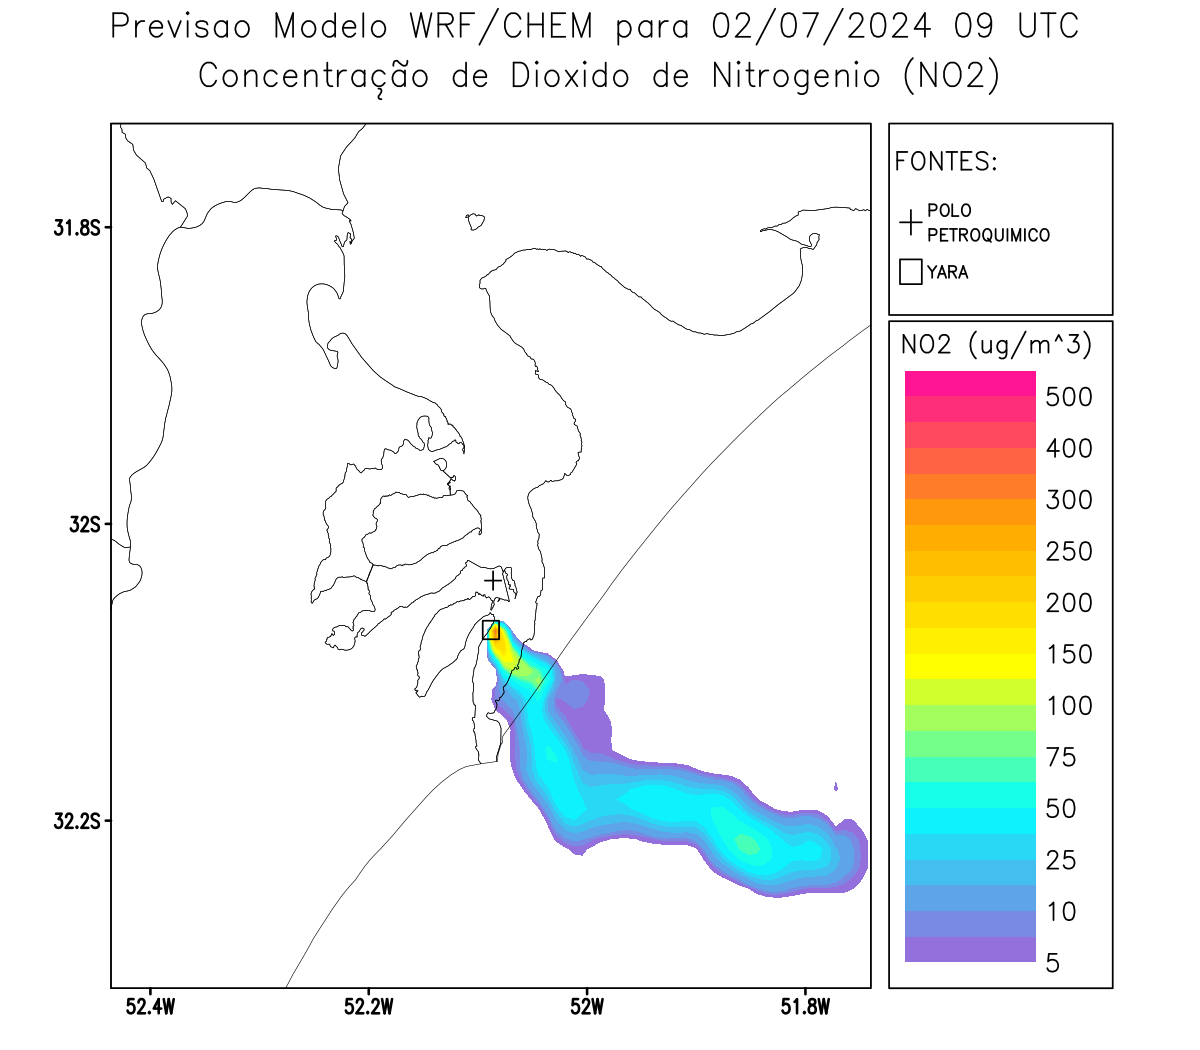 Previsao Modelo WRF/CHEM para 02/07/2024 09 UTC
Concentração de Dioxido de Nitrogenio (NO2)
FONTES:
POLO
PETROQUIMICO
YARA
31.8S
32S
32.2S
52.4W
52.2W
52W
51.8W
NO2 (ug/m^3)
500
400
300
250
200
150
100
75
50
25
10
5